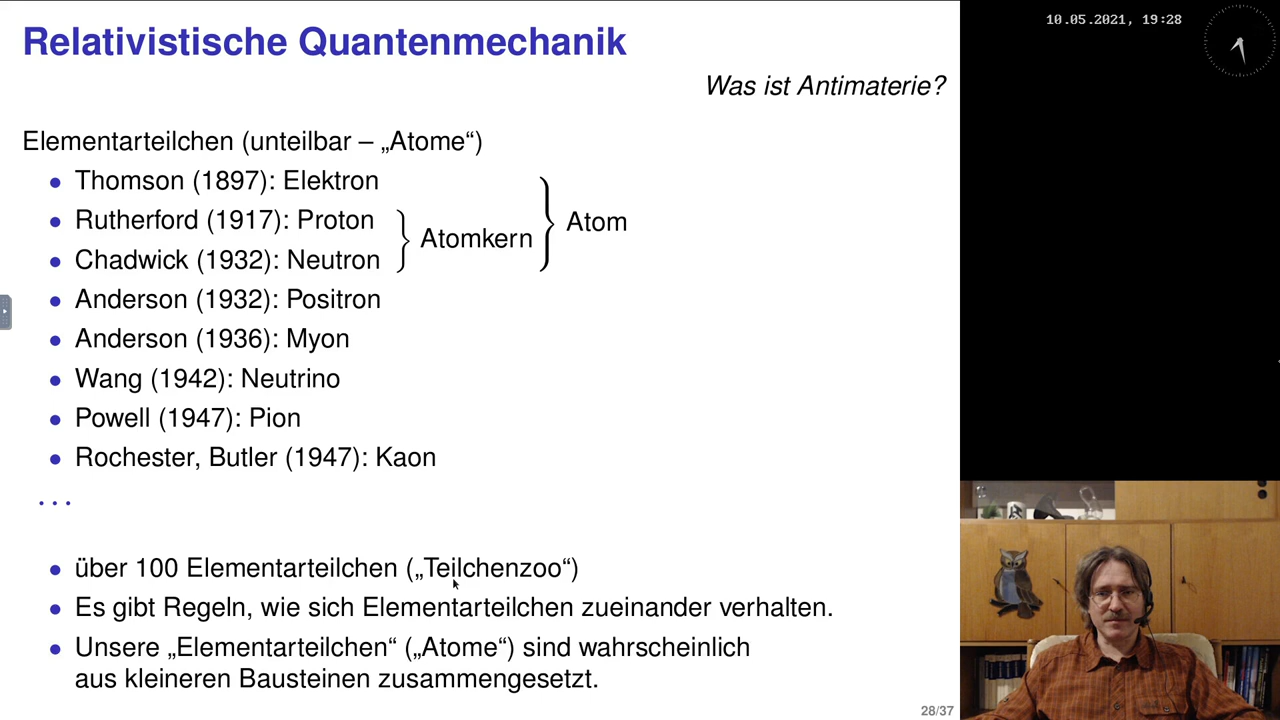 Relativistische Quantenmechanik
Was ist Antimaterie?
Elementarteilchen (unteilbar – „Atome“)
• Thomson (1897): Elektron
• Rutherford (1917): Proton
• Chadwick (1932): Neutron
Atomkern
Atom
• Anderson (1932): Positron
• Anderson (1936): Myon
• Wang (1942): Neutrino
• Powell (1947): Pion
• Rochester, Butler (1947): Kaon
...
• über 100 Elementarteilchen („Teilchenzoo“)
• Es gibt Regeln, wie sich Elementarteilchen zueinander verhalten.
• Unsere „Elementarteilchen“ („Atome“) sind wahrscheinlich
aus kleineren Bausteinen zusammengesetzt.
28/37
10.05.2021, 19:28